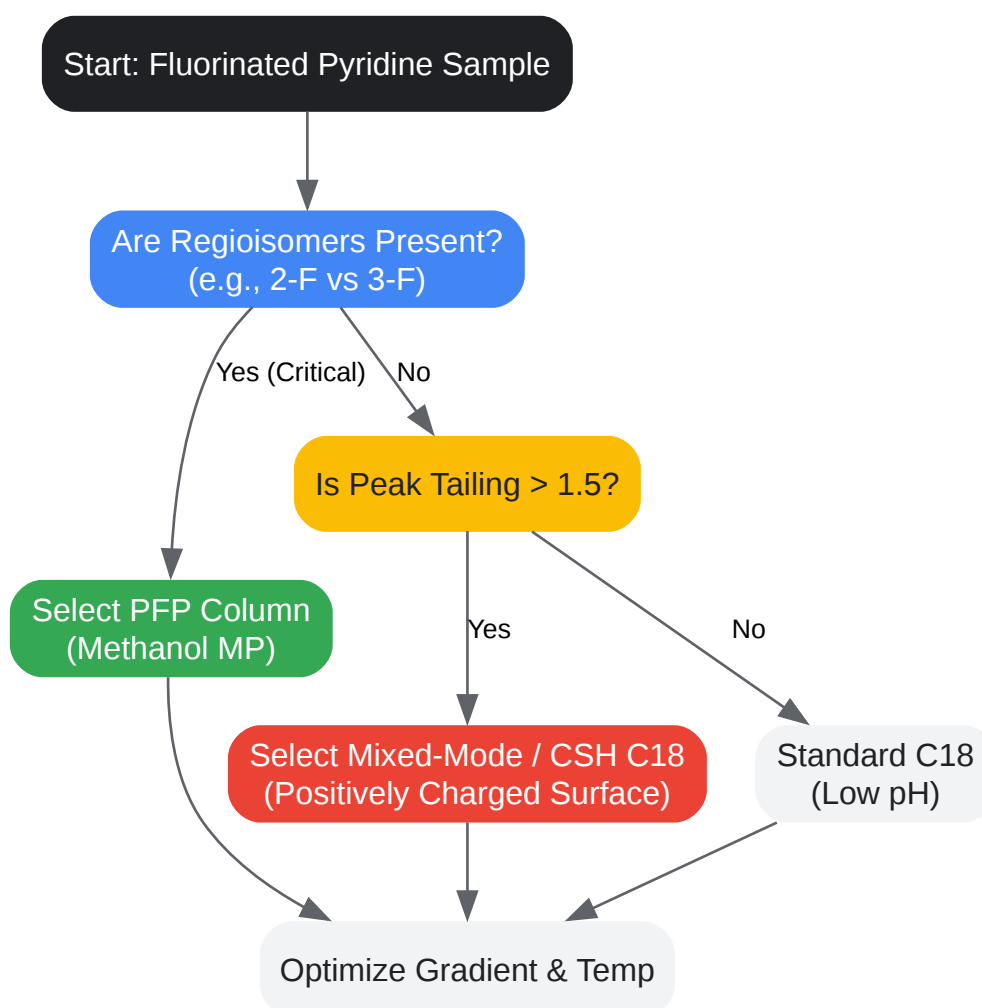 Start: Fluorinated Pyridine Sample
Are Regioisomers Present?
(e.g., 2-F vs 3-F)
Yes (Critical)
No
Is Peak Tailing > 1.5?
Select PFP Column
(Methanol MP)
Yes
No
Select Mixed-Mode / CSH C18
(Positively Charged Surface)
Standard C18
(Low pH)
Optimize Gradient & Temp